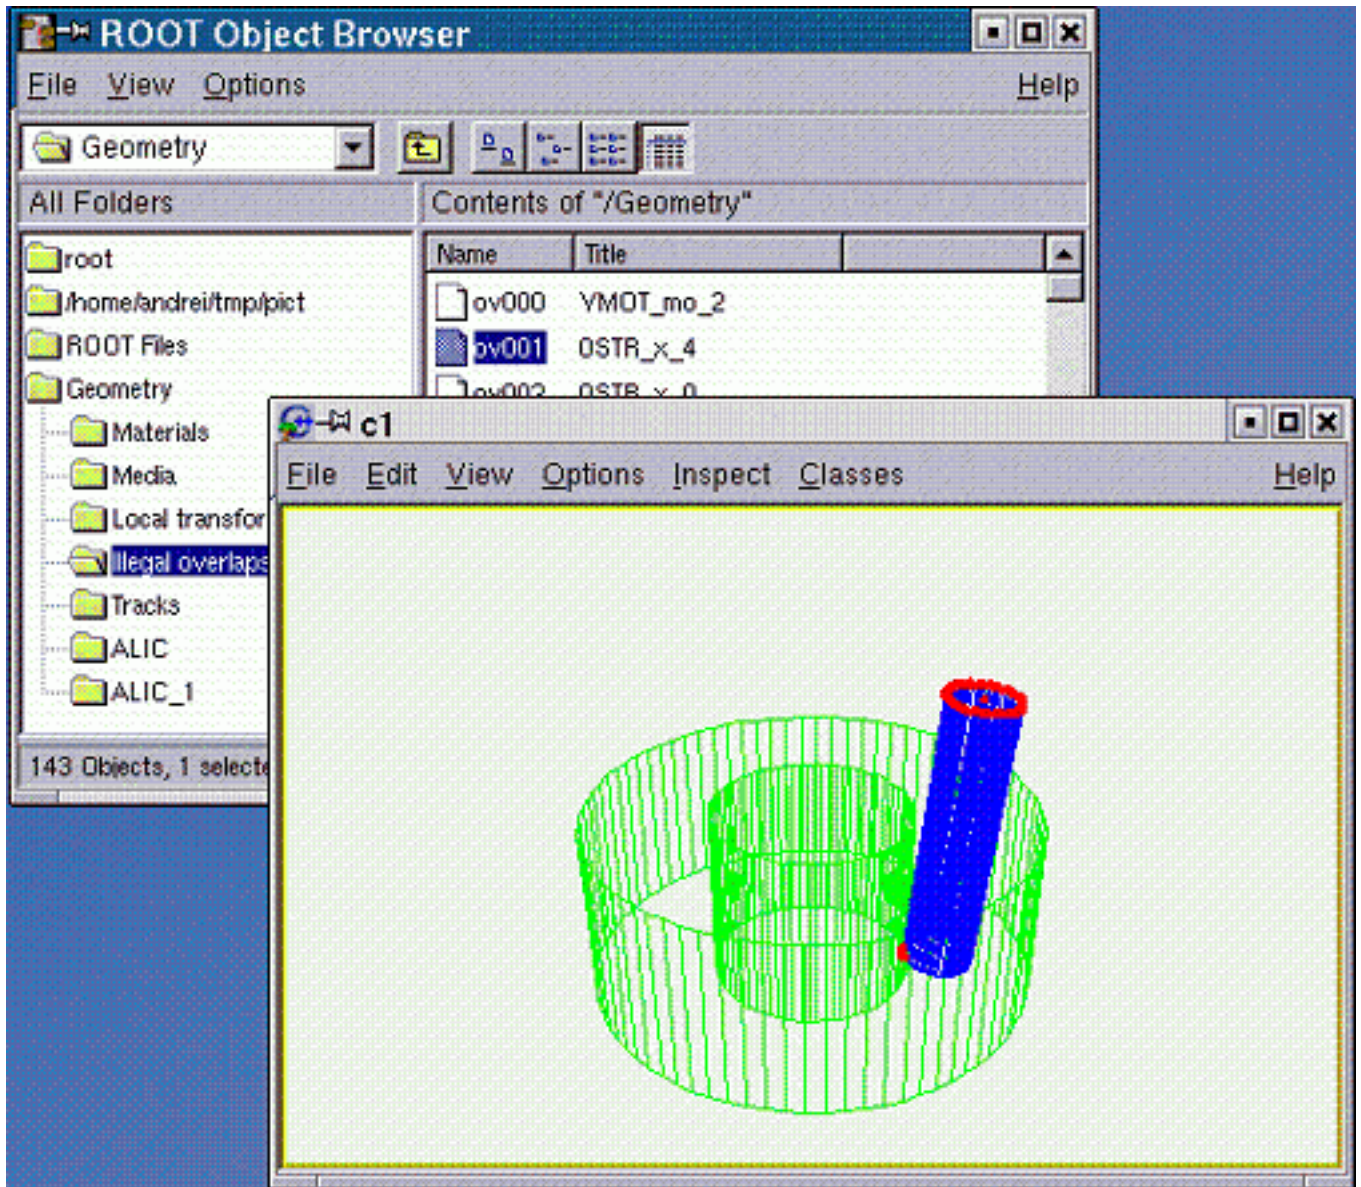 ROOT Object Browser
File View Options Help
Geometry
All Folders
Contents of "/Geometry"
root
/home/andrei/tmp/pict
ROOT Files
Geometry
Materials
Media
Local transfor
Illegal overlaps
Tracks
ALIC
ALIC_1
143 Objects, 1 selecte
Name Title
ov000 VMOT_mo_2
ov001 OSTR_x_4
ov002 OSTR_x_0
c1
File Edit View Options Inspect Classes Help